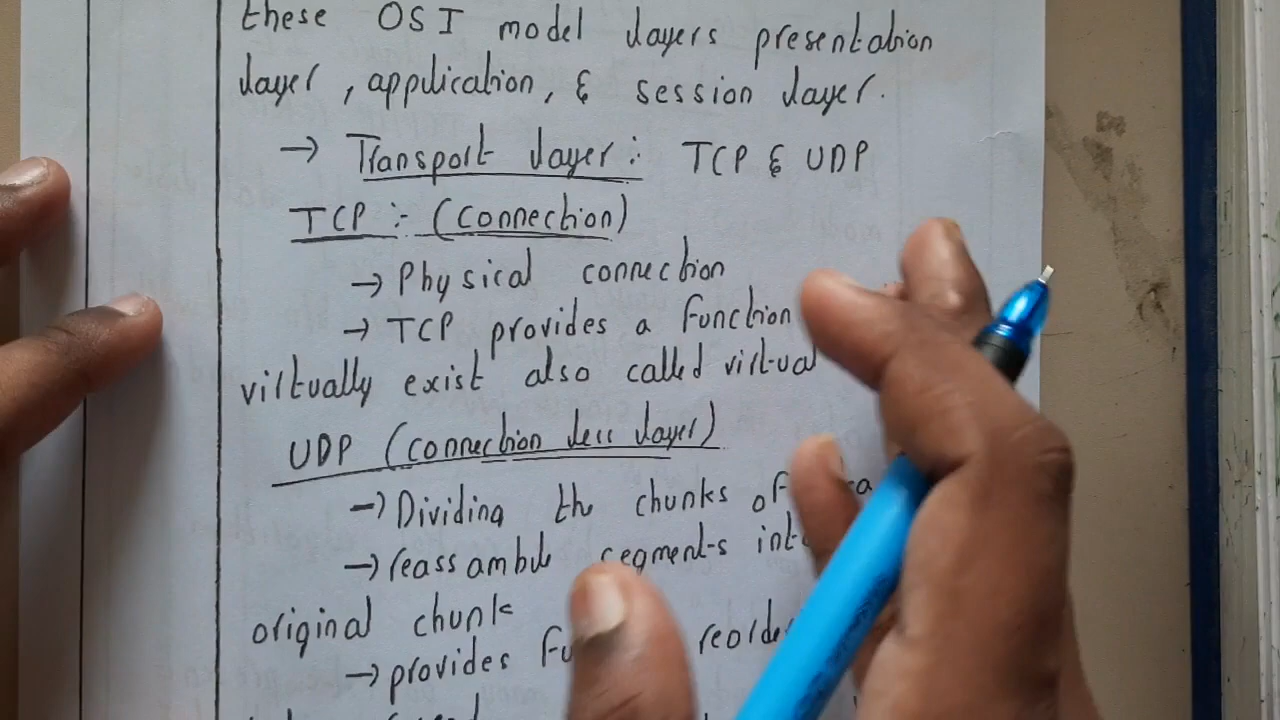 these OSI model layers presentation
layer, application, & session layer.
→ Transport layer:- TCP & UDP
TCP :- (connection)
→ Physical connection
→ TCP provides a function
virtually exist also called virtual
UDP (connection less layer)
→ Dividing the chunks of
→ reassamble segments into
original chunk
→ provides